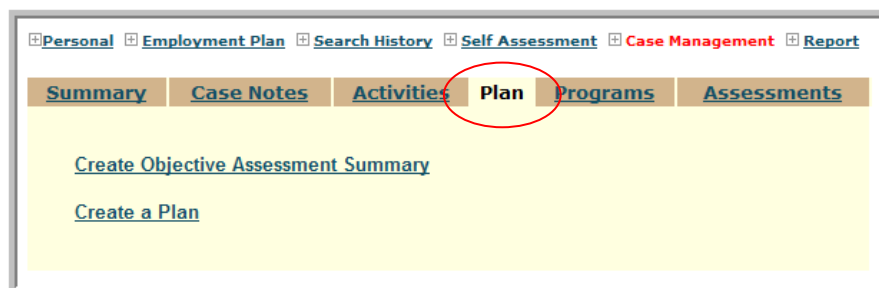 Personal Employment Plan Search History Self Assessment Case Management Report
Summary Case Notes Activities Plan Programs Assessments
Create Objective Assessment Summary
Create a Plan